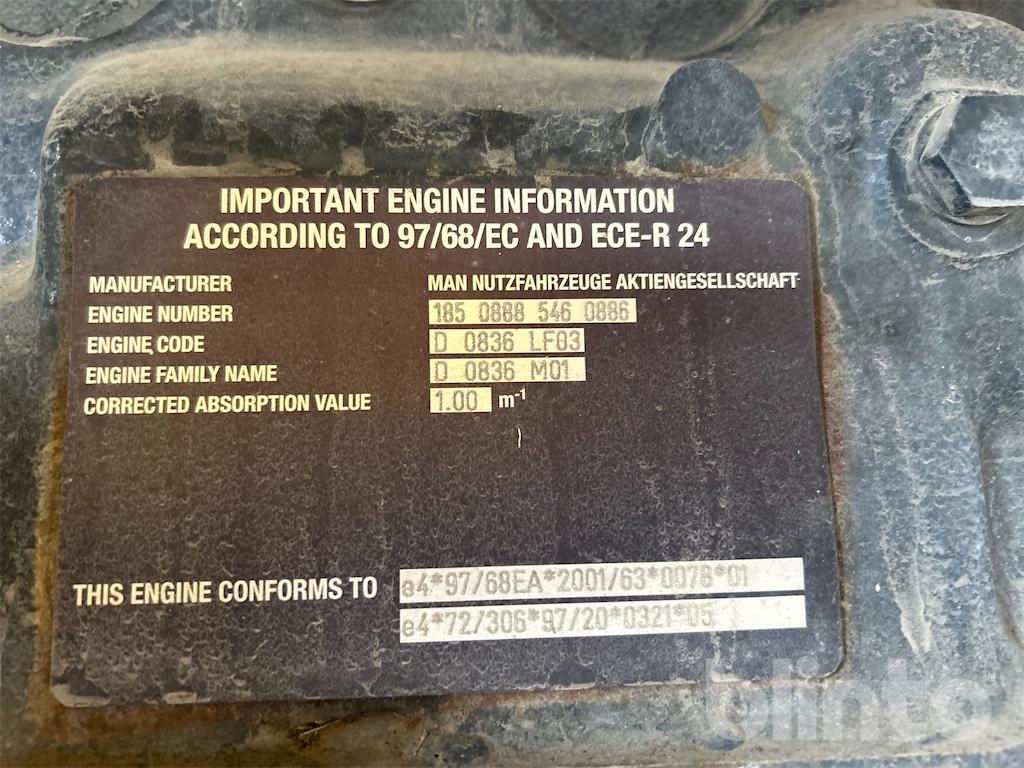 IMPORTANT ENGINE INFORMATION
ACCORDING TO 97/68/EC AND ECE-R 24
MANUFACTURER MAN NUTZFAHRZEUGE AKTIENGESELLSCHAFT
ENGINE NUMBER 185 0888 546 0886
ENGINE CODE D 0836 LF03
ENGINE FAMILY NAME D 0836 M01
CORRECTED ABSORPTION VALUE 1.00 m⁻¹
THIS ENGINE CONFORMS TO e4*97/68EA*2001/63*0078*01
e4*72/306*97/20*0321*05
blinto